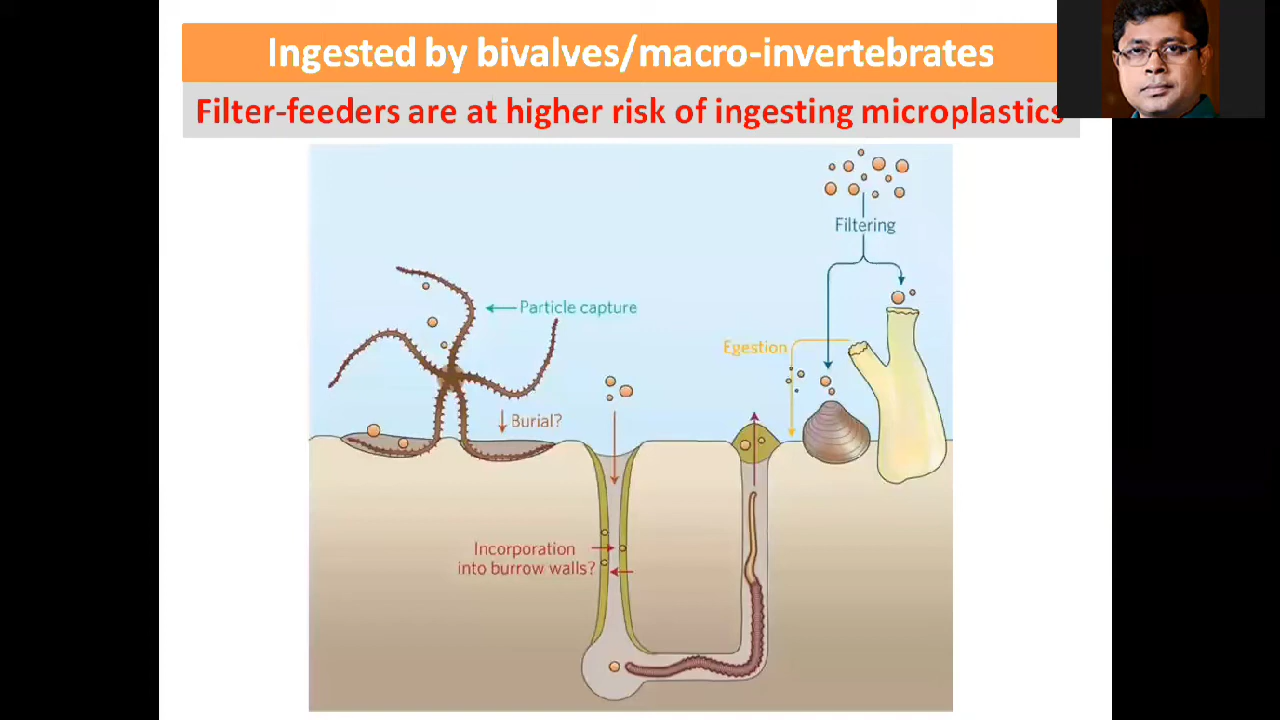 Ingested by bivalves/macro-invertebrates
Filter-feeders are at higher risk of ingesting microplastics
Filtering
Particle capture
Egestion
Burial?
Incorporation
into burrow walls?